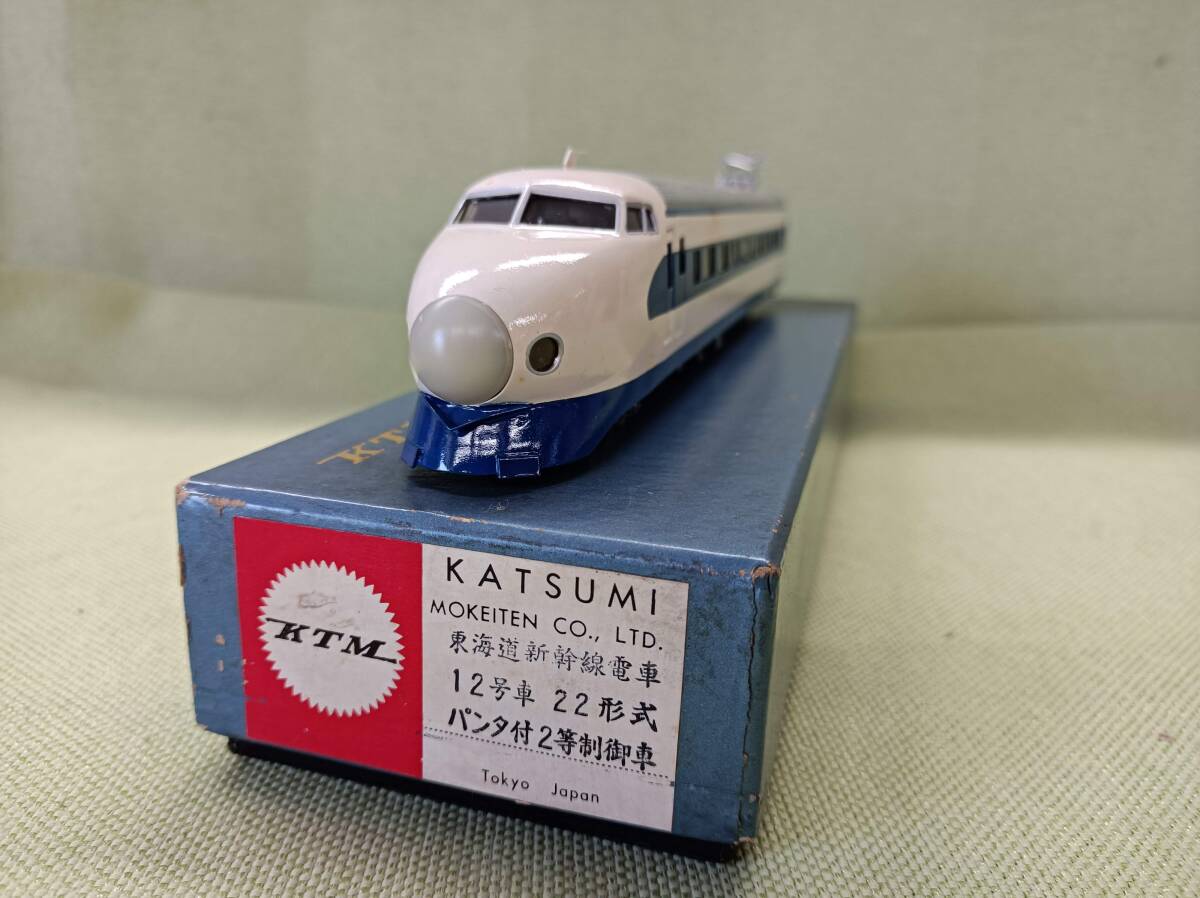 KT
KTM
KATSUMI
MOKEITEN CO., LTD.
東海道新幹線電車
12号車 22形式
パンタ付2等制御車
Tokyo Japan